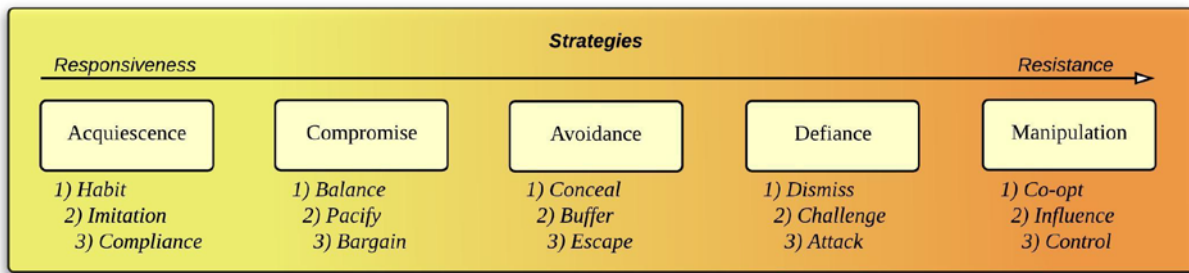 Strategies
Responsiveness
Resistance
Acquiescence
1) Habit
2) Imitation
3) Compliance
Compromise
1) Balance
2) Pacify
3) Bargain
Avoidance
1) Conceal
2) Buffer
3) Escape
Defiance
1) Dismiss
2) Challenge
3) Attack
Manipulation
1) Co-opt
2) Influence
3) Control